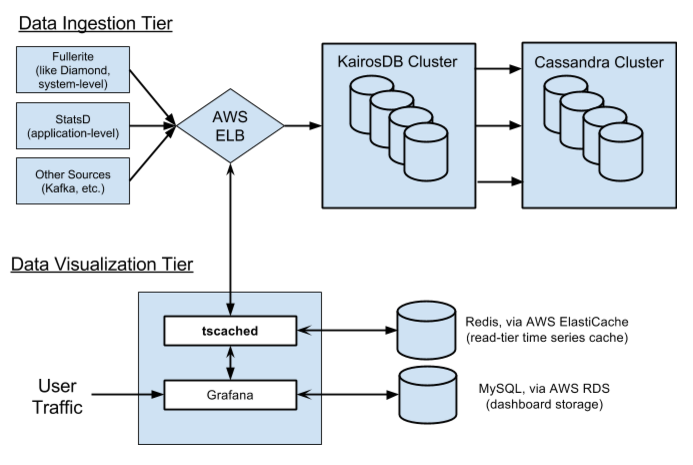 Data Ingestion Tier
Fullerite
(like Diamond,
system-level)
StatsD
(application-level)
Other Sources
(Kafka, etc.)
AWS
ELB
KairosDB Cluster
Cassandra Cluster
Data Visualization Tier
tscached
Redis, via AWS ElastiCache
(read-tier time series cache)
User
Traffic
Grafana
MySQL, via AWS RDS
(dashboard storage)